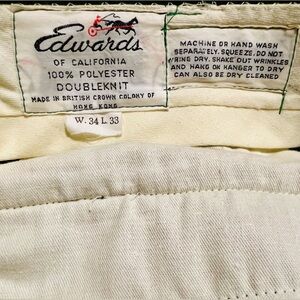 Edwards
OF CALIFORNIA
100% POLYESTER
DOUBLEKNIT
MADE IN BRITISH CROWN COLONY OF
HONG KONG
MACHINE OR HAND WASH
SEPARATELY. SQUEEZE. DO NOT
WRING DRY. SHAKE OUT WRINKLES
AND HANG OK HANGER TO DRY
CAN ALSO BE DRY CLEANED
W. 34 L 33